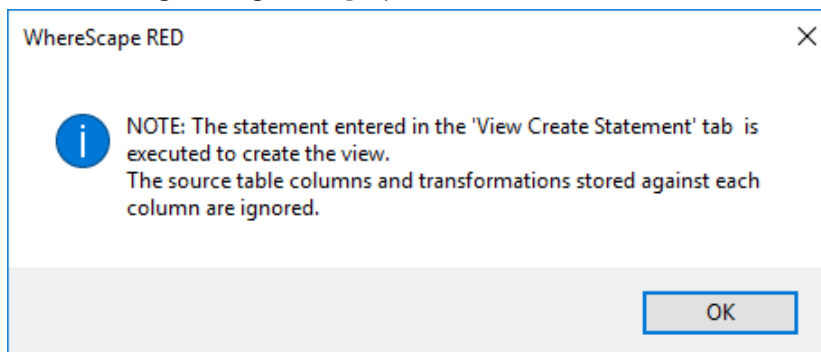 WhereScape RED
NOTE: The statement entered in the 'View Create Statement' tab  is
executed to create the view.
The source table columns and transformations stored against each
column are ignored.
OK